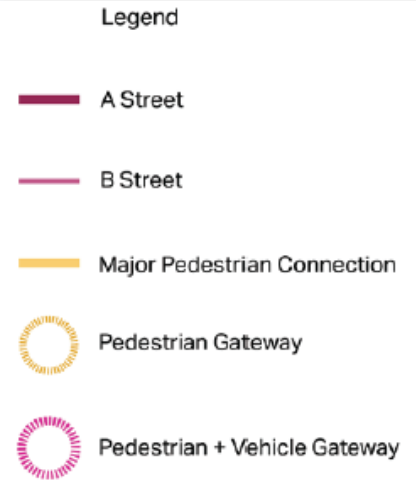 Legend
A Street
B Street
Major Pedestrian Connection
Pedestrian Gateway
Pedestrian + Vehicle Gateway